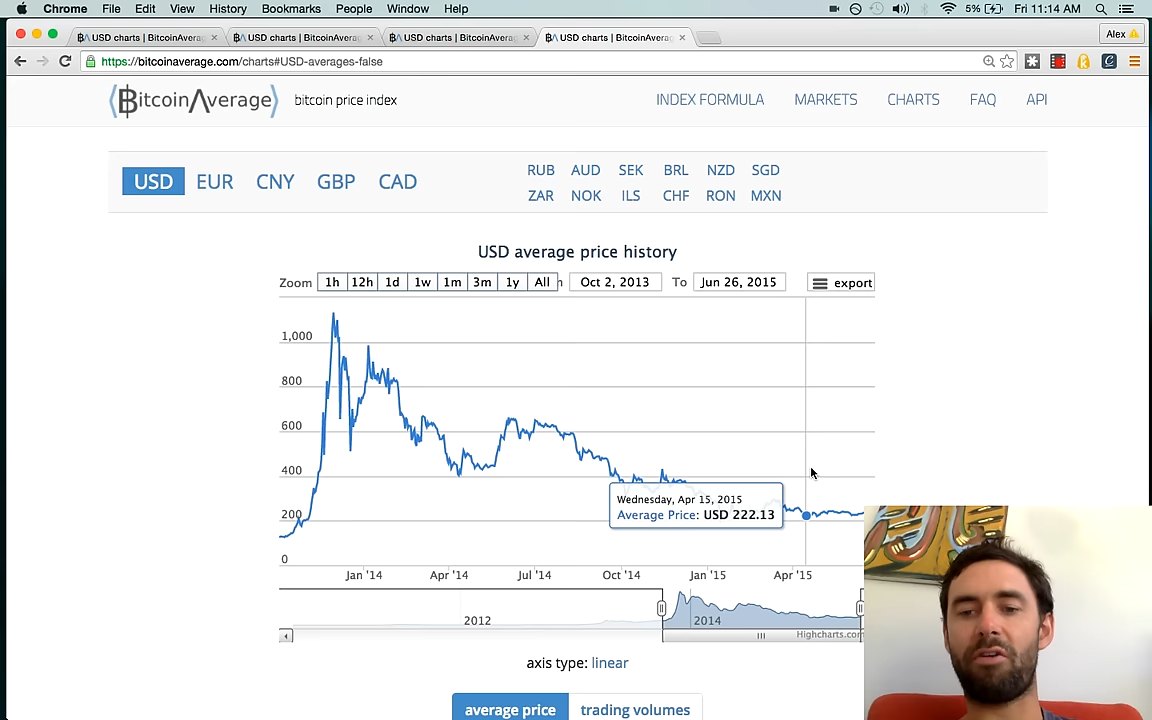 Chrome File Edit View History Bookmarks People Window Help 5% Fri 11:14 AM
USD charts | BitcoinAvera USD charts | BitcoinAvera USD charts | BitcoinAvera USD charts | BitcoinAvera Alex
https://bitcoinaverage.com/charts#USD-averages-false
BitcoinAverage bitcoin price index INDEX FORMULA MARKETS CHARTS FAQ API
USD EUR CNY GBP CAD
RUB AUD SEK BRL NZD SGD
ZAR NOK ILS CHF RON MXN
USD average price history
Zoom 1h 12h 1d 1w 1m 3m 1y All Oct 2, 2013 To Jun 26, 2015 export
1,000
800
600
400
200
0
Wednesday, Apr 15, 2015
Average Price: USD 222.13
Jan '14 Apr '14 Jul '14 Oct '14 Jan '15 Apr '15
2012 2014
Highcharts.com
axis type: linear
average price trading volumes